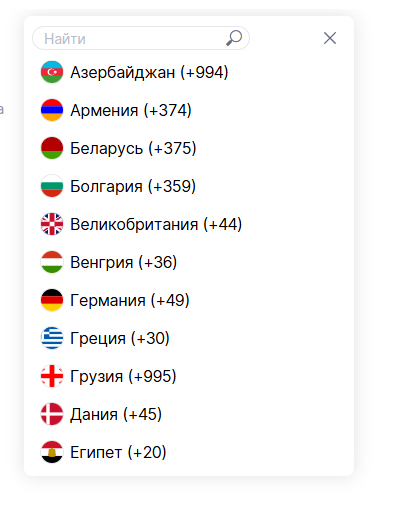 Найти
а
Азербайджан (+994)
Армения (+374)
Беларусь (+375)
Болгария (+359)
Великобритания (+44)
Венгрия (+36)
Германия (+49)
Греция (+30)
Грузия (+995)
Дания (+45)
Египет (+20)